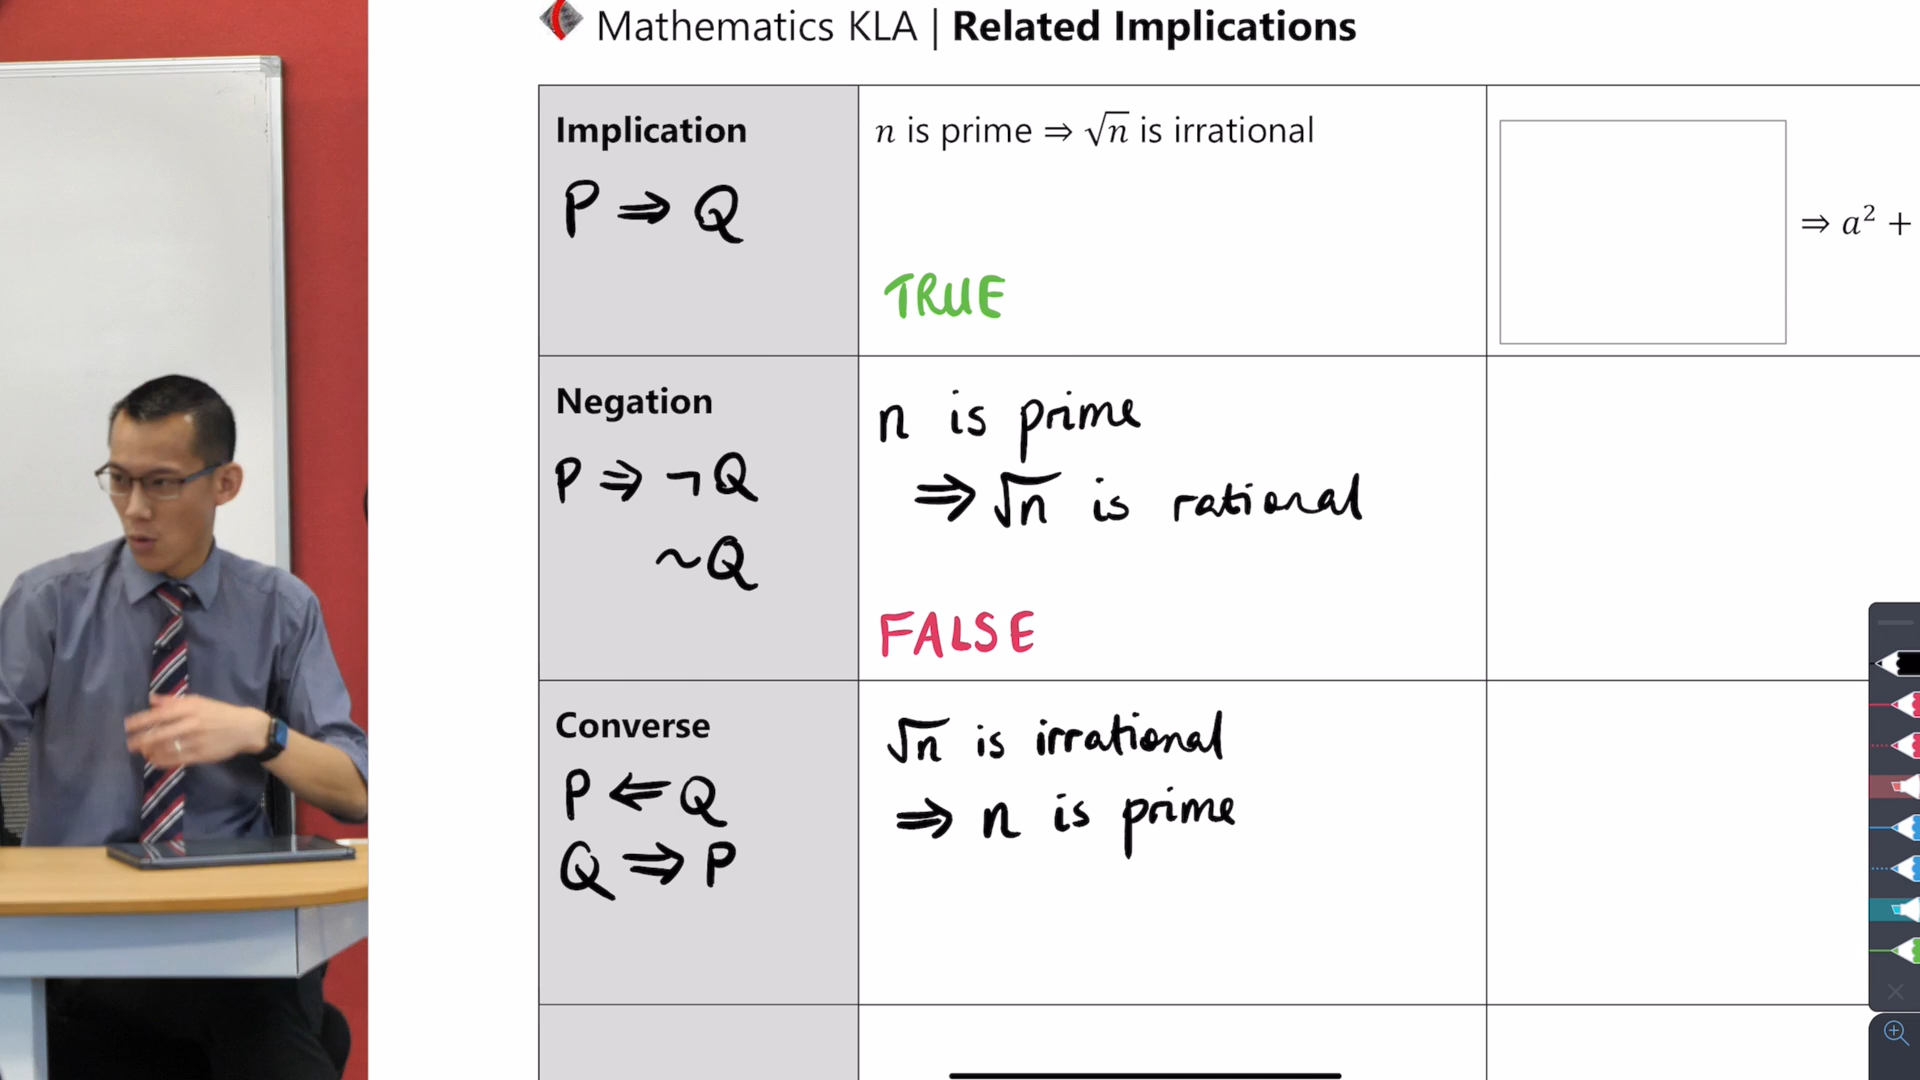 Mathematics KLA | Related Implications
Implication
P ⇒ Q
n is prime ⇒ √n is irrational
TRUE
⇒ a² +
Negation
P ⇒ ¬Q
~Q
n is prime
⇒ √n is rational
FALSE
Converse
P ⇐ Q
Q ⇒ P
√n is irrational
⇒ n is prime